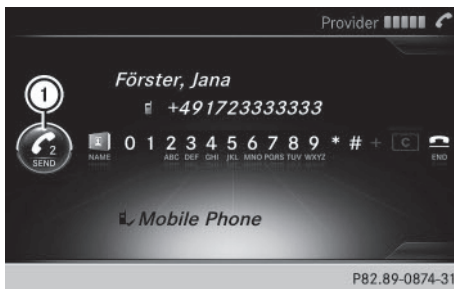 Provider
1
Förster, Jana
+491723333333
2 SEND NAME 0 1 2 3 4 5 6 7 8 9 * # + C END
ABC DEF GHI JKL MNO PQRS TUV WXYZ
Mobile Phone
P82.89-0874-31